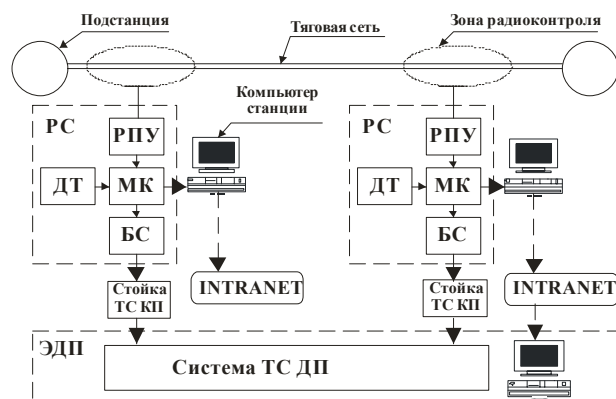 Подстанция
Тяговая сеть
Зона радиоконтроля
Компьютер
станции
РС
РПУ
ДТ
МК
БС
Стойка
ТС КП
INTRANET
РС
РПУ
ДТ
МК
БС
Стойка
ТС КП
INTRANET
ЭДП
Система ТС ДП